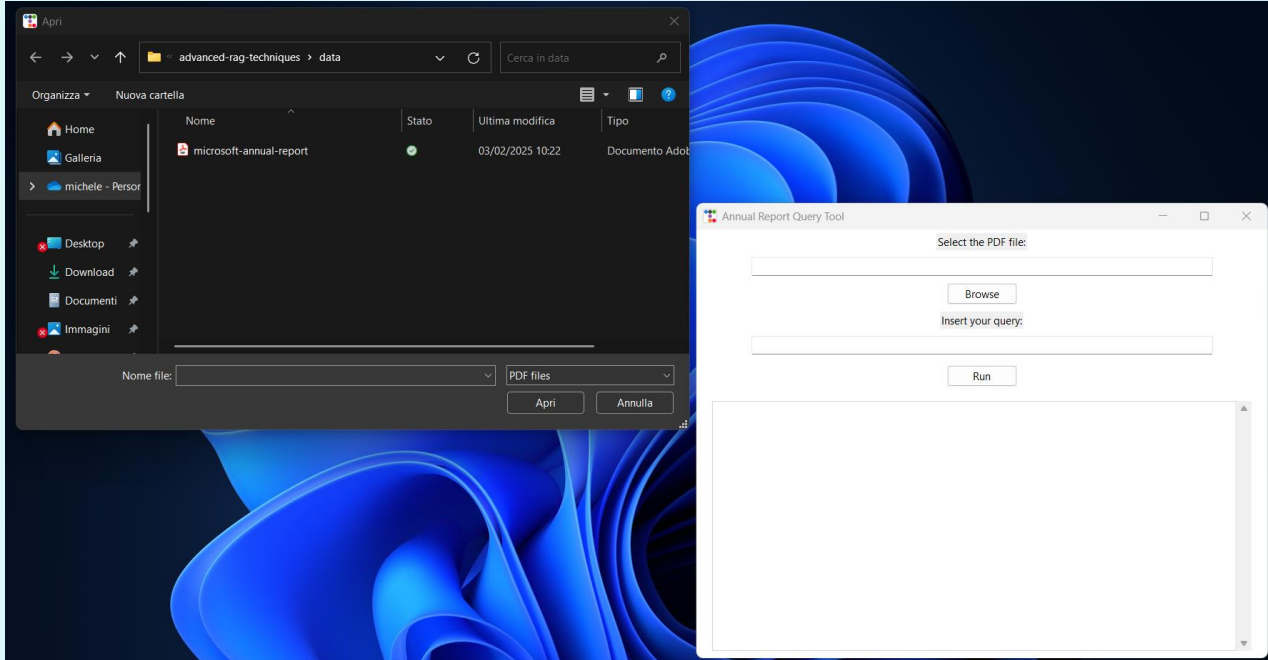 Apri
advanced-rag-techniques > data
Cerca in data
Organizza
Nuova cartella
Nome
Stato
Ultima modifica
Tipo
Home
Galleria
michele - Person
Desktop
Download
Documenti
Immagini
microsoft-annual-report
03/02/2025 10:22
Documento Adob
Nome file:
PDF files
Apri
Annulla
Annual Report Query Tool
Select the PDF file:
Browse
Insert your query:
Run